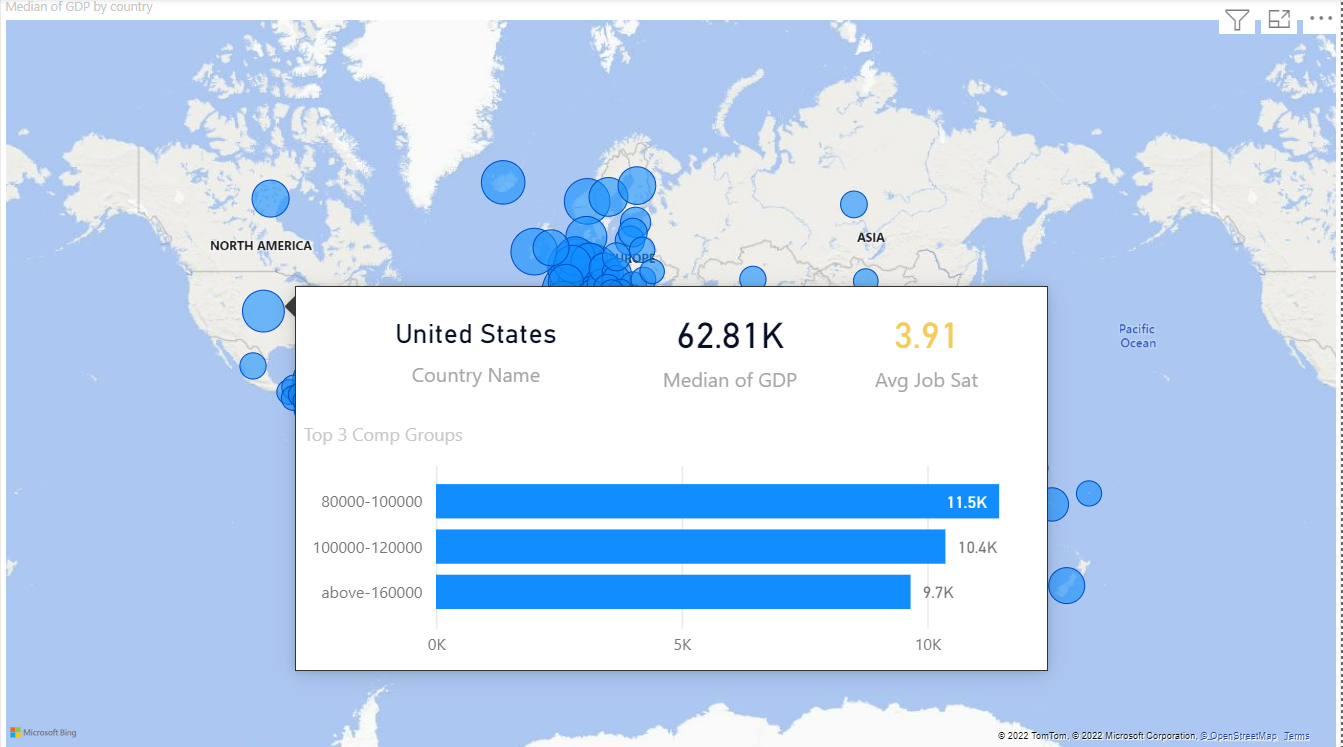 Median of GDP by country
NORTH AMERICA
ASIA
Pacific
Ocean
United States
Country Name
62.81K
Median of GDP
3.91
Avg Job Sat
Top 3 Comp Groups
80000-100000
11.5K
100000-120000
10.4K
above-160000
9.7K
0K
5K
10K
Microsoft Bing
© 2022 TomTom, © 2022 Microsoft Corporation, © OpenStreetMap Terms